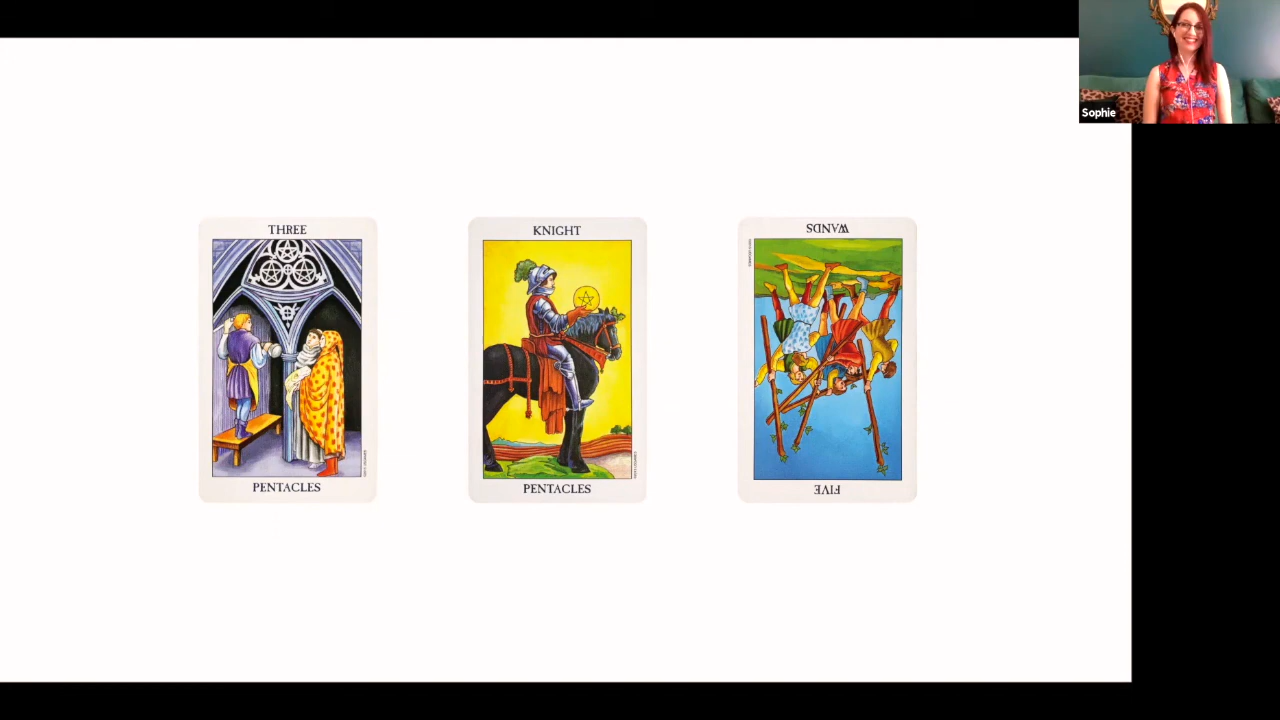 THREE
PENTACLES
KNIGHT
PENTACLES
WANDS
FIVE
Sophie